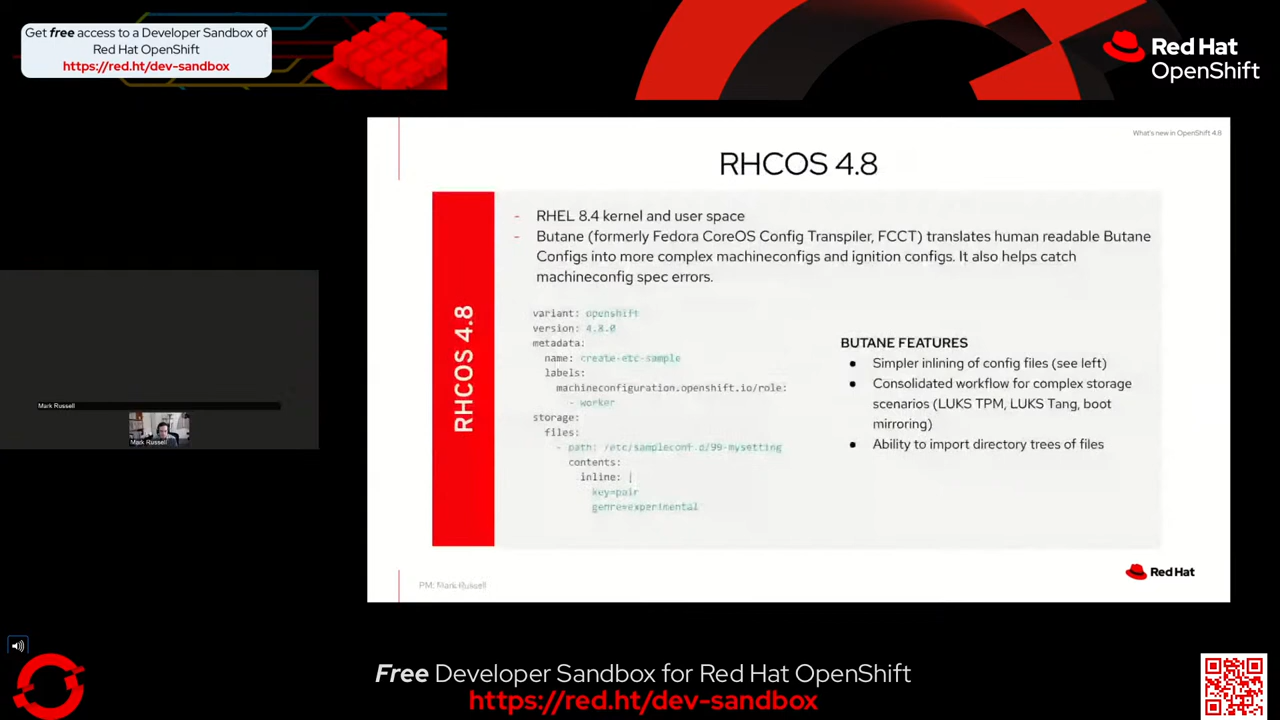 Get free access to a Developer Sandbox of
Red Hat OpenShift
https://red.ht/dev-sandbox
Red Hat
OpenShift
What's new in OpenShift 4.8
RHCOS 4.8
RHCOS 4.8
- RHEL 8.4 kernel and user space
- Butane (formerly Fedora CoreOS Config Transpiler, FCCT) translates human readable Butane
Configs into more complex machineconfigs and ignition configs. It also helps catch
machineconfig spec errors.
variant: openshift
version: 4.8.0
metadata:
name: create-etc-sample
labels:
machineconfiguration.openshift.io/role:
- worker
storage:
files:
- path: /etc/sampleconf.d/99-mysetting
contents:
inline: |
key=pair
genre=experimental
BUTANE FEATURES
● Simpler inlining of config files (see left)
● Consolidated workflow for complex storage
scenarios (LUKS TPM, LUKS Tang, boot
mirroring)
● Ability to import directory trees of files
PM: Mark Russell
Red Hat
Mark Russell
Mark Russell
Free Developer Sandbox for Red Hat OpenShift
https://red.ht/dev-sandbox